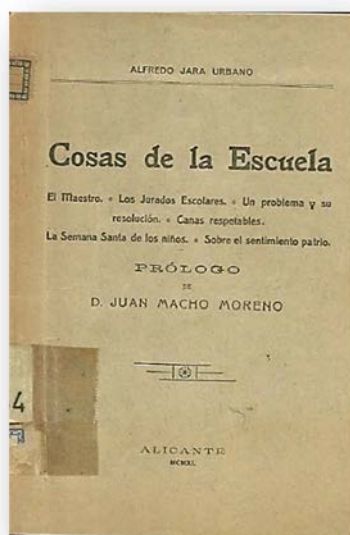 ALFREDO JARA URBANO
Cosas de la Escuela
El Maestro. * Los Jurados Escolares. * Un problema y su
resolución. * Canas respetables.
La Semana Santa de los niños. * Sobre el sentimiento patrio.
PRÓLOGO
DE
D. JUAN MACHO MORENO
4
ALICANTE